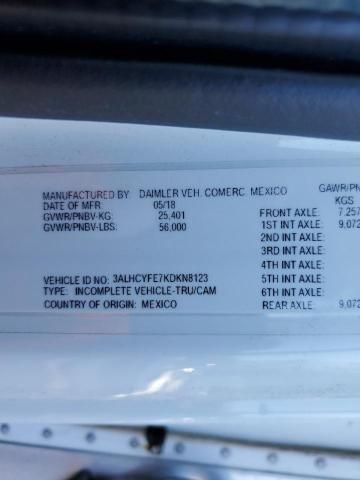 MANUFACTURED BY: DAIMLER VEH. COMERC. MEXICO
DATE OF MFR: 05/18
GVWR/PNBV-KG: 25,401
GVWR/PNBV-LBS: 56,000
VEHICLE ID NO: 3ALHCYFE7KDKN8123
TYPE: INCOMPLETE VEHICLE-TRU/CAM
COUNTRY OF ORIGIN: MEXICO
GAWR/PN
KGS
FRONT AXLE: 7,257
1ST INT AXLE: 9,072
2ND INT AXLE:
3RD INT AXLE:
4TH INT AXLE:
5TH INT AXLE:
6TH INT AXLE:
REAR AXLE: 9,072